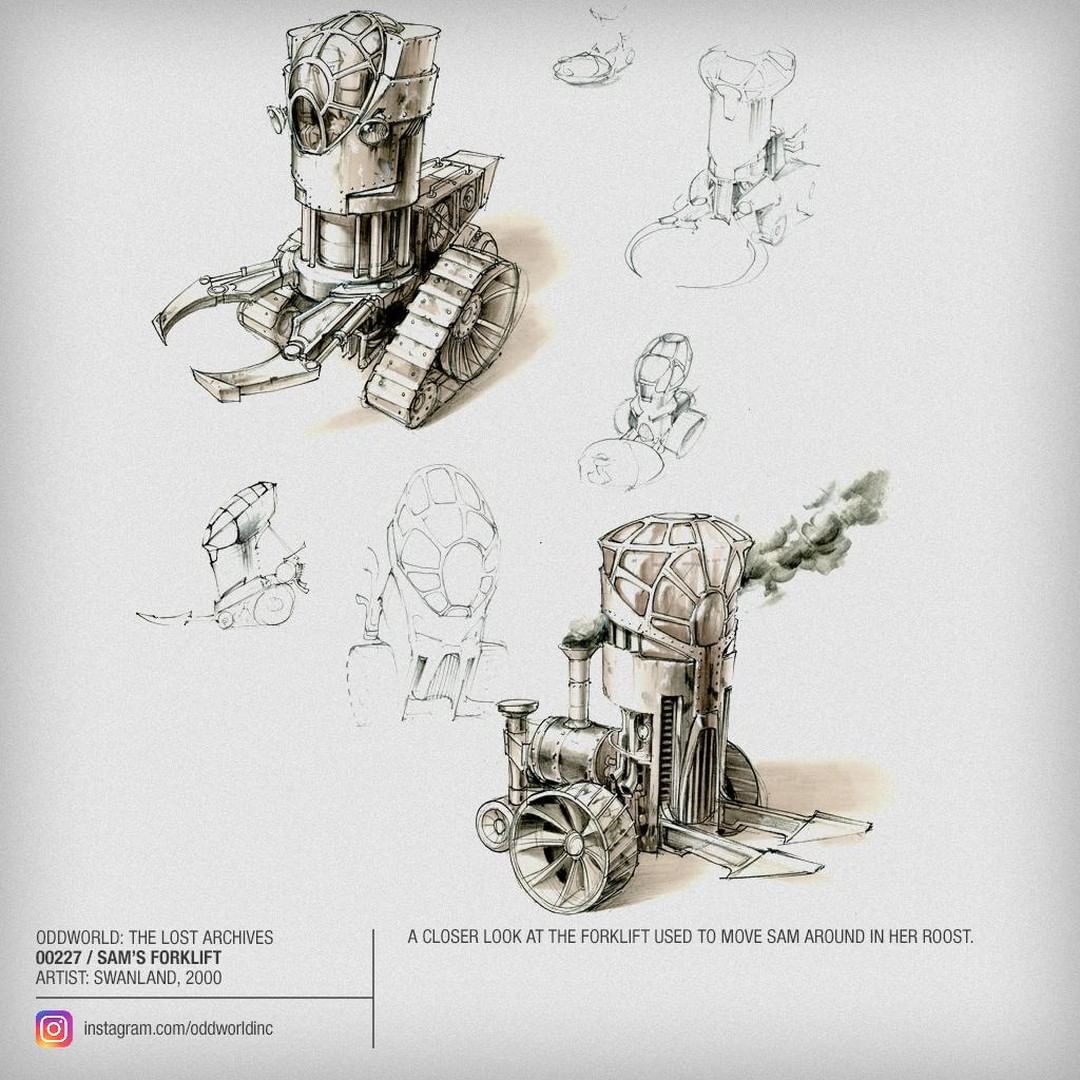 ODDWORLD: THE LOST ARCHIVES
00227 / SAM'S FORKLIFT
ARTIST: SWANLAND, 2000
instagram.com/oddworldinc
A CLOSER LOOK AT THE FORKLIFT USED TO MOVE SAM AROUND IN HER ROOST.